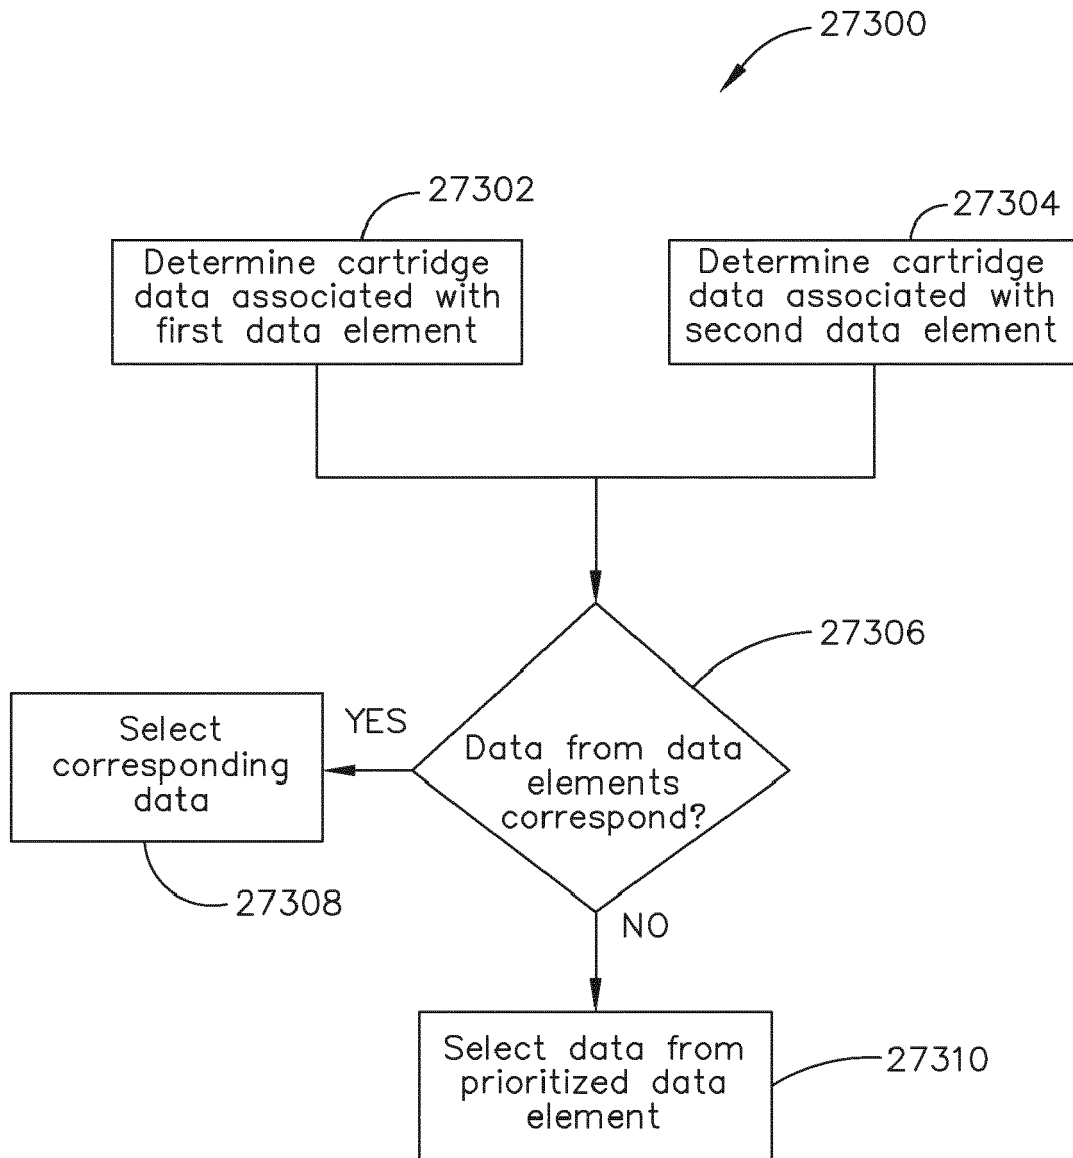 27300
27302
27304
Determine cartridge
data associated with
first data element
Determine cartridge
data associated with
second data element
27306
YES
Select
corresponding
data
Data from data
elements
correspond?
27308
NO
Select data from
prioritized data
element
27310